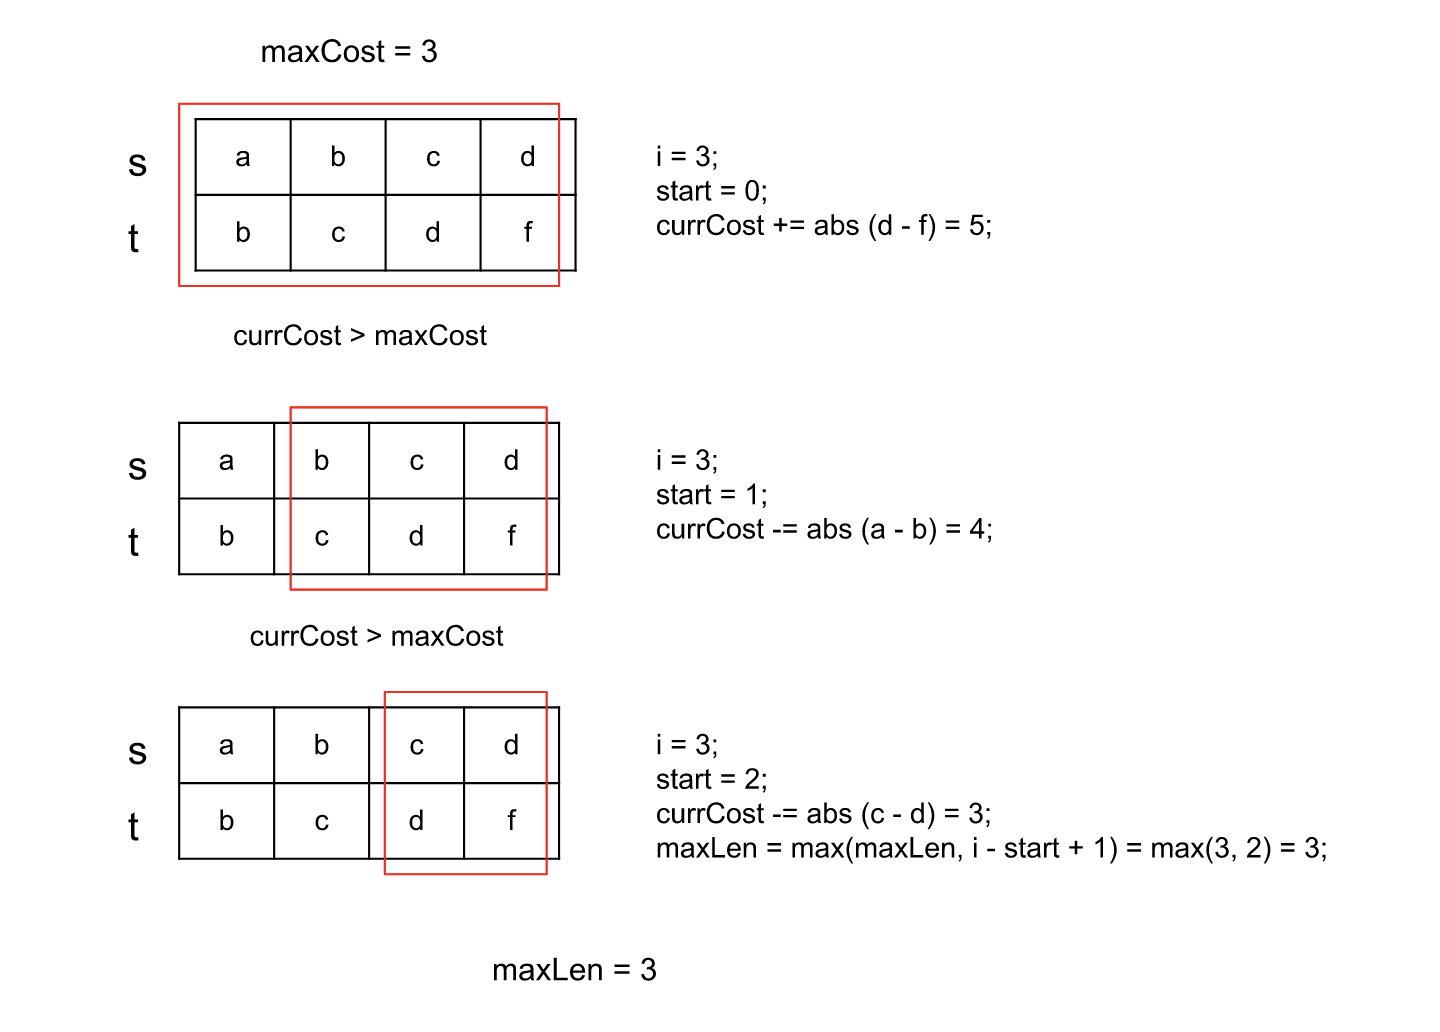 maxCost = 3
s a b c d
t b c d f
i = 3;
start = 0;
currCost += abs (d - f) = 5;
currCost > maxCost
s a b c d
t b c d f
i = 3;
start = 1;
currCost -= abs (a - b) = 4;
currCost > maxCost
s a b c d
t b c d f
i = 3;
start = 2;
currCost -= abs (c - d) = 3;
maxLen = max(maxLen, i - start + 1) = max(3, 2) = 3;
maxLen = 3